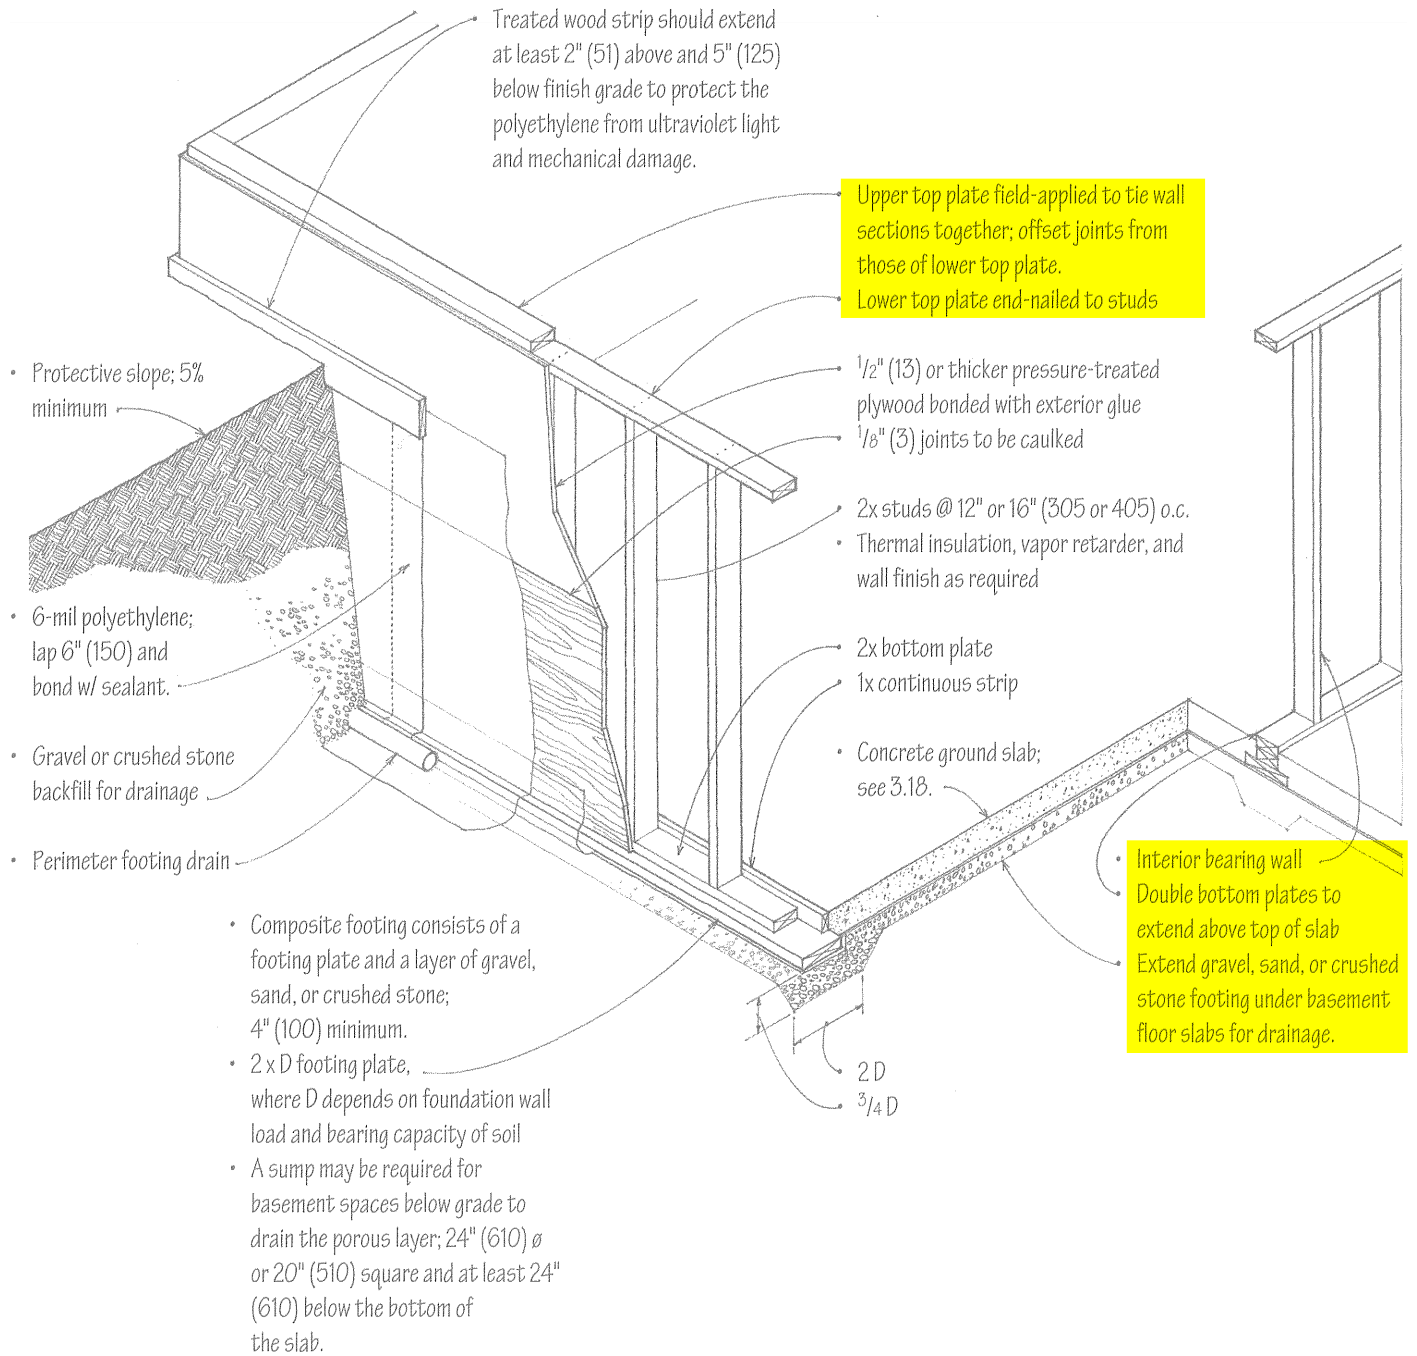 Treated wood strip should extend
at least 2" (51) above and 5" (125)
below finish grade to protect the
polyethylene from ultraviolet light
and mechanical damage.
Upper top plate field-applied to tie wall
sections together; offset joints from
those of lower top plate.
Lower top plate end-nailed to studs
1/2" (13) or thicker pressure-treated
plywood bonded with exterior glue
1/8" (3) joints to be caulked
2x studs @ 12" or 16" (305 or 405) o.c.
Thermal insulation, vapor retarder, and
wall finish as required
2x bottom plate
1x continuous strip
Concrete ground slab;
see 3.18.
Protective slope; 5%
minimum
6-mil polyethylene;
lap 6" (150) and
bond w/ sealant.
Gravel or crushed stone
backfill for drainage
Perimeter footing drain
Interior bearing wall
Double bottom plates to
extend above top of slab
Extend gravel, sand, or crushed
stone footing under basement
floor slabs for drainage.
Composite footing consists of a
footing plate and a layer of gravel,
sand, or crushed stone;
4" (100) minimum.
2 x D footing plate,
where D depends on foundation wall
load and bearing capacity of soil
A sump may be required for
basement spaces below grade to
drain the porous layer; 24" (610) ø
or 20" (510) square and at least 24"
(610) below the bottom of
the slab.
2 D
3/4 D